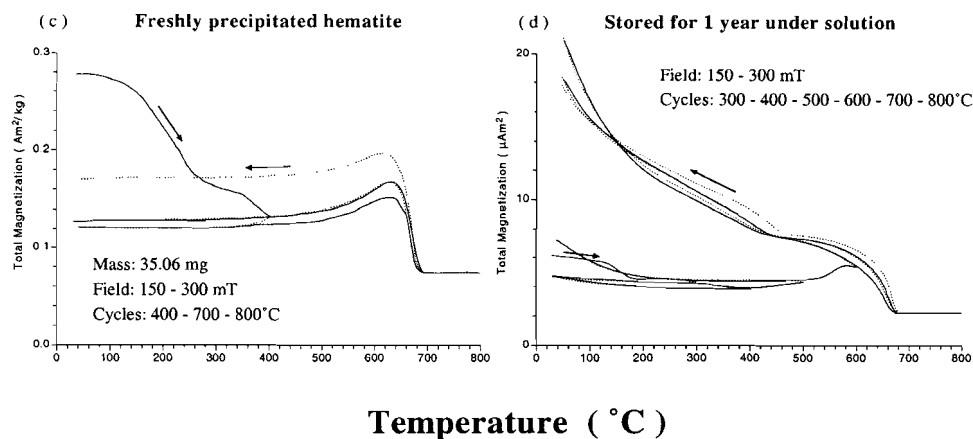 (c) Freshly precipitated hematite
Total Magnetization ( Am²/kg)
0.3
0.2
0.1
0.0
Mass: 35.06 mg
Field: 150 - 300 mT
Cycles: 400 - 700 - 800˚C
0 100 200 300 400 500 600 700 800
(d) Stored for 1 year under solution
Total Magnetization ( µAm²)
20
10
0
Field: 150 - 300 mT
Cycles: 300 - 400 - 500 - 600 - 700 - 800˚C
0 100 200 300 400 500 600 700 800
Temperature ( ˚C )